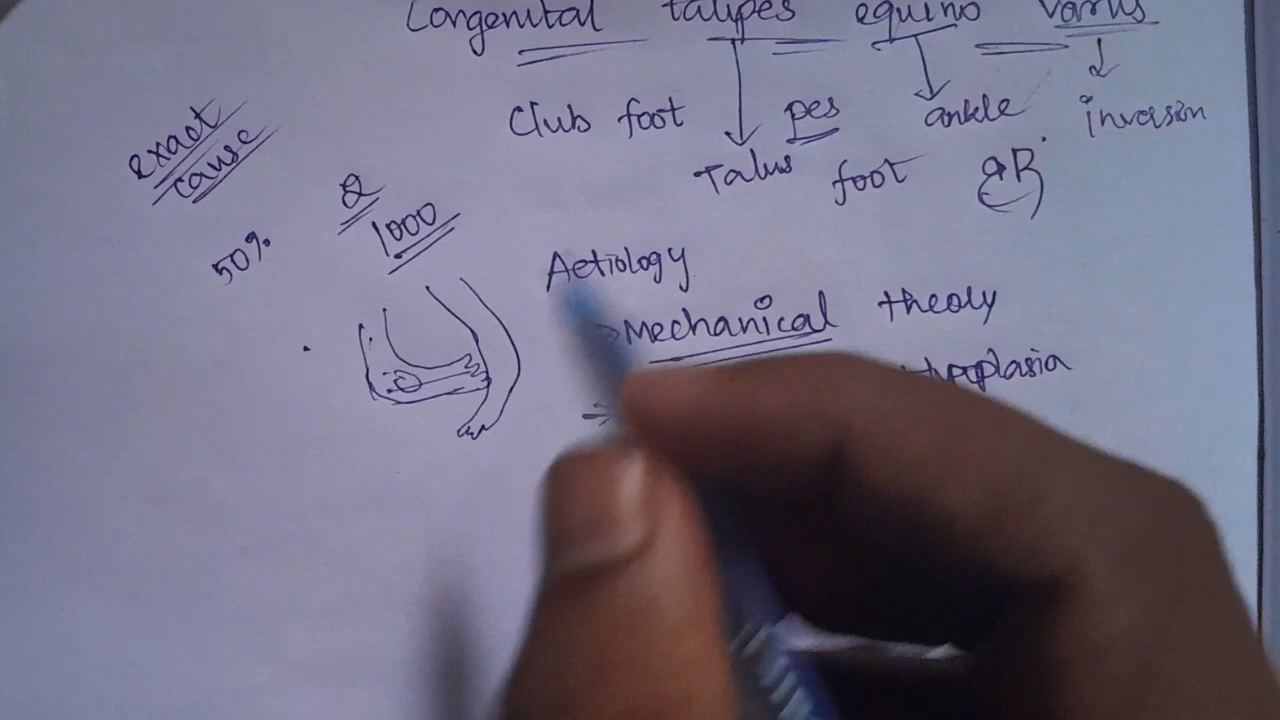 Congenital talipes equino varus
Club foot pes ankle inversion
Talus foot
exact
cause
2
1000
50%
Aetiology
Mechanical theory
Hypoplasia